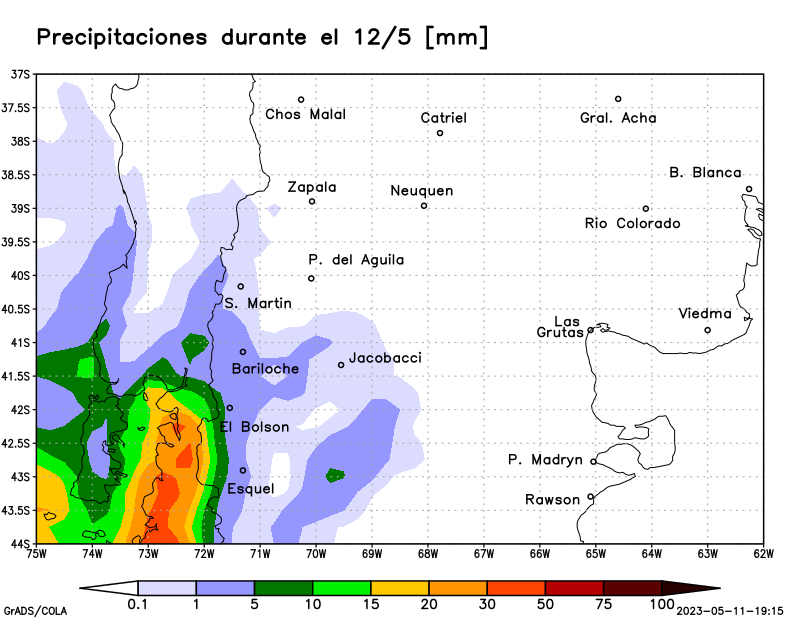 Precipitaciones durante el 12/5 [mm]
37S
37.5S
Chos Malal
Catriel
Gral. Acha
38S
38.5S
B. Blanca
Zapala
Neuquen
39S
Rio Colorado
39.5S
P. del Aguila
40S
S. Martin
40.5S
Viedma
Las
Grutas
41S
Jacobacci
Bariloche
41.5S
42S
El Bolson
42.5S
P. Madryn
43S
Esquel
Rawson
43.5S
44S
75W 74W 73W 72W 71W 70W 69W 68W 67W 66W 65W 64W 63W 62W
0.1 1 5 10 15 20 30 50 75 100
GrADS/COLA
2023-05-11-19:15